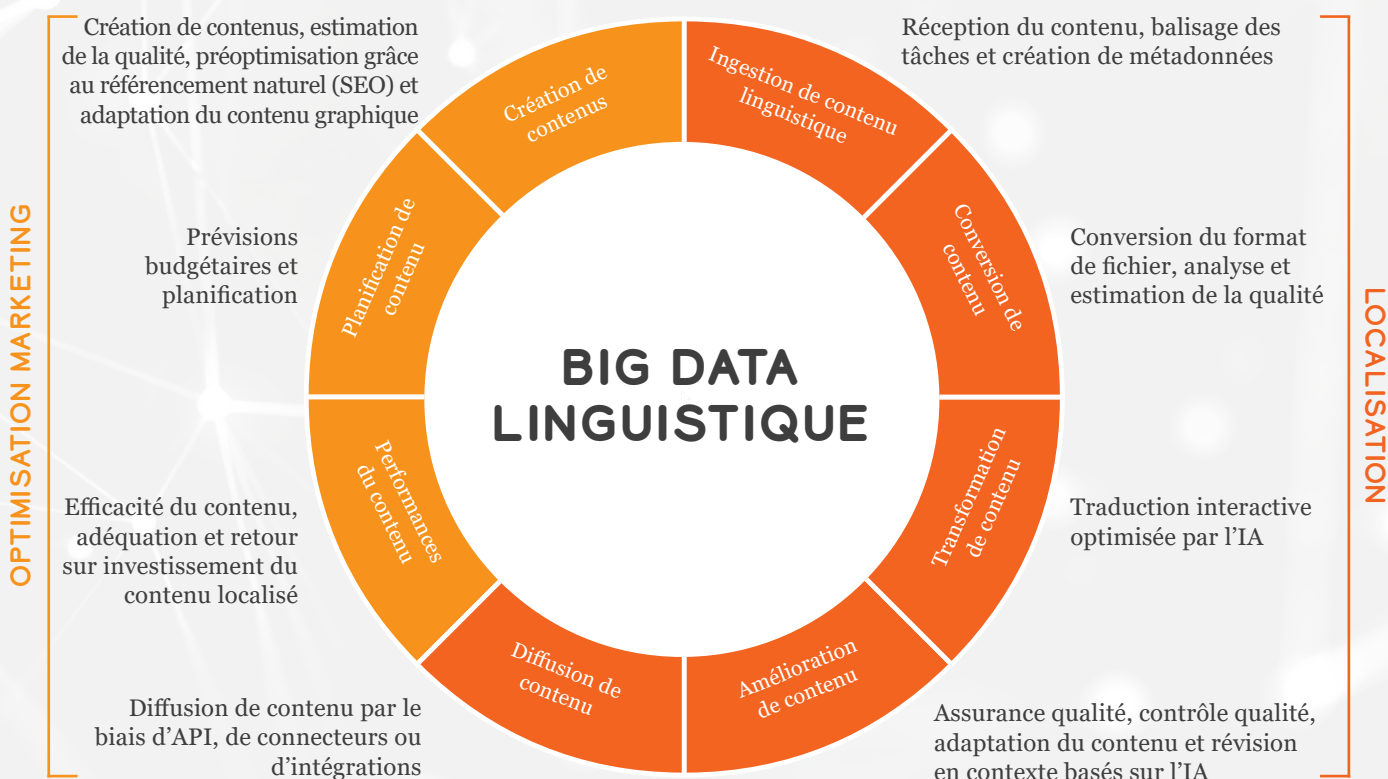 Création de contenus, estimation
de la qualité, préoptimisation grâce
au référencement naturel (SEO) et
adaptation du contenu graphique
Création de
contenus
Ingestion de contenu
linguistique
Réception du contenu, balisage des
tâches et création de métadonnées
OPTIMISATION MARKETING
Prévisions
budgétaires et
planification
Planification de
contenu
Conversion de
contenu
Conversion du format
de fichier, analyse et
estimation de la qualité
LOCALISATION
BIG DATA
LINGUISTIQUE
Efficacité du contenu,
adéquation et retour
sur investissement du
contenu localisé
Performances
du contenu
Transformation
de contenu
Traduction interactive
optimisée par l’IA
Diffusion de contenu par le
biais d’API, de connecteurs ou
d’intégrations
Diffusion de
contenu
Amélioration
de contenu
Assurance qualité, contrôle qualité,
adaptation du contenu et révision
en contexte basés sur l’IA